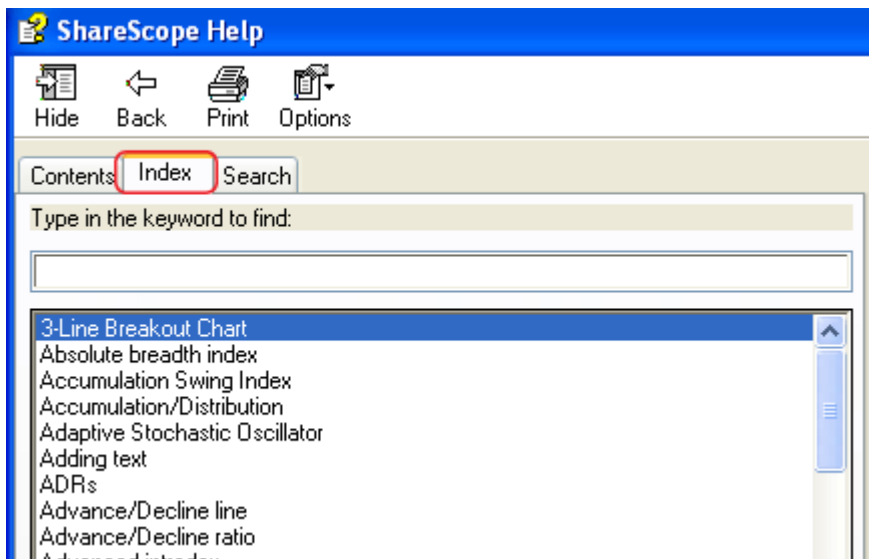 ShareScope Help
Hide Back Print Options
Contents Index Search
Type in the keyword to find:
3-Line Breakout Chart
Absolute breadth index
Accumulation Swing Index
Accumulation/Distribution
Adaptive Stochastic Oscillator
Adding text
ADRs
Advance/Decline line
Advance/Decline ratio